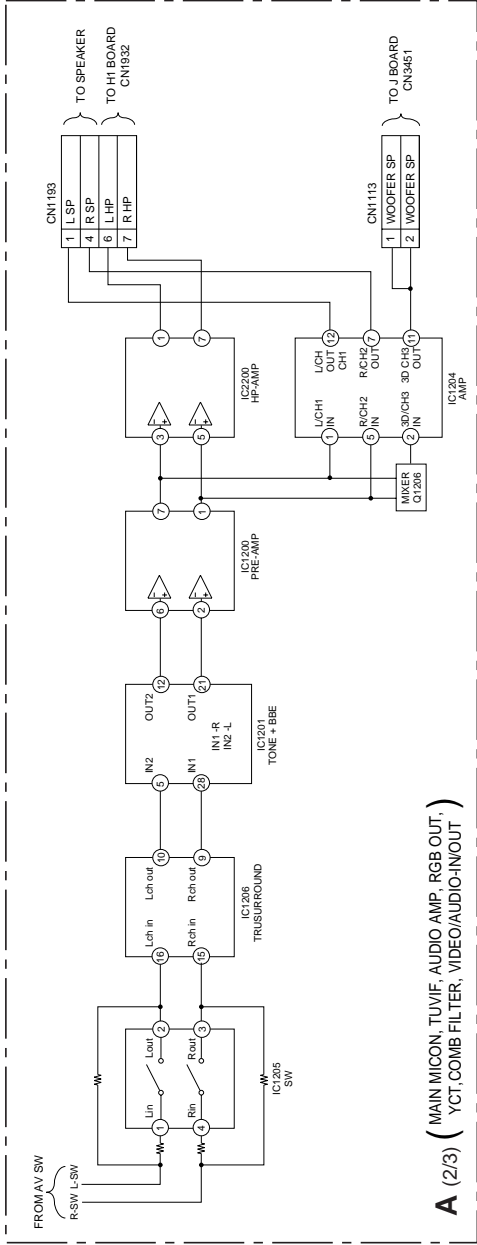 FROM AV SW
R-SW
L-SW
1
Lin
Lout
2
4
Rin
Rout
3
IC1205
SW
16
Lch in
Lch out
10
15
Rch in
Rch out
9
IC1206
TRUSURROUND
5
IN2
OUT2
12
28
IN1
OUT1
21
IN1 -R
IN2 -L
IC1201
TONE + BBE
6
- +
7
2
- +
1
IC1200
PRE-AMP
3
- +
1
5
- +
7
IC2200
HP-AMP
CN1193
1 L SP
4 R SP
6 L HP
7 R HP
TO SPEAKER
TO H1 BOARD
CN1932
MIXER
Q1206
1
L/CH1
IN
L/CH
OUT
CH1
12
5
R/CH2
IN
R/CH2
OUT
7
2
3D/CH3
IN
3D CH3
OUT
11
IC1204
AMP
CN1113
1 WOOFER SP
2 WOOFER SP
TO J BOARD
CN3451
A (2/3) ( MAIN MICON, TUVIF, AUDIO AMP, RGB OUT,
YCT, COMB FILTER, VIDEO/AUDIO-IN/OUT )